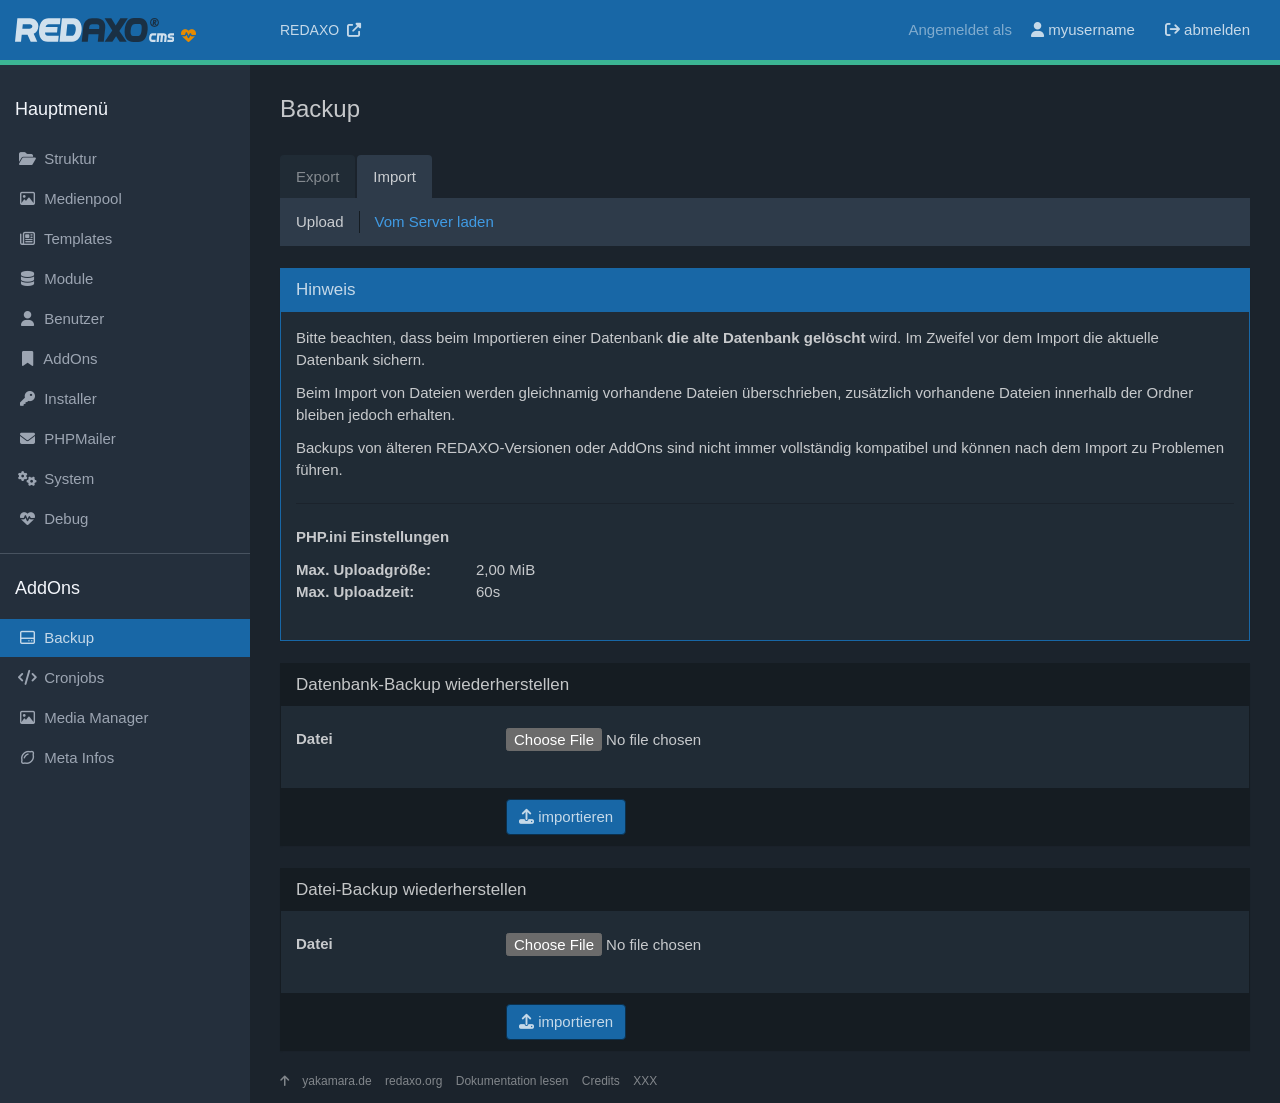 REDAXO® cms
REDAXO
Angemeldet als myusername abmelden
Hauptmenü
Struktur
Medienpool
Templates
Module
Benutzer
AddOns
Installer
PHPMailer
System
Debug
AddOns
Backup
Cronjobs
Media Manager
Meta Infos
Backup
Export Import
Upload Vom Server laden
Hinweis
Bitte beachten, dass beim Importieren einer Datenbank die alte Datenbank gelöscht wird. Im Zweifel vor dem Import die aktuelle
Datenbank sichern.
Beim Import von Dateien werden gleichnamig vorhandene Dateien überschrieben, zusätzlich vorhandene Dateien innerhalb der Ordner
bleiben jedoch erhalten.
Backups von älteren REDAXO-Versionen oder AddOns sind nicht immer vollständig kompatibel und können nach dem Import zu Problemen
führen.
PHP.ini Einstellungen
Max. Uploadgröße: 2,00 MiB
Max. Uploadzeit: 60s
Datenbank-Backup wiederherstellen
Datei Choose File No file chosen
importieren
Datei-Backup wiederherstellen
Datei Choose File No file chosen
importieren
yakamara.de redaxo.org Dokumentation lesen Credits XXX